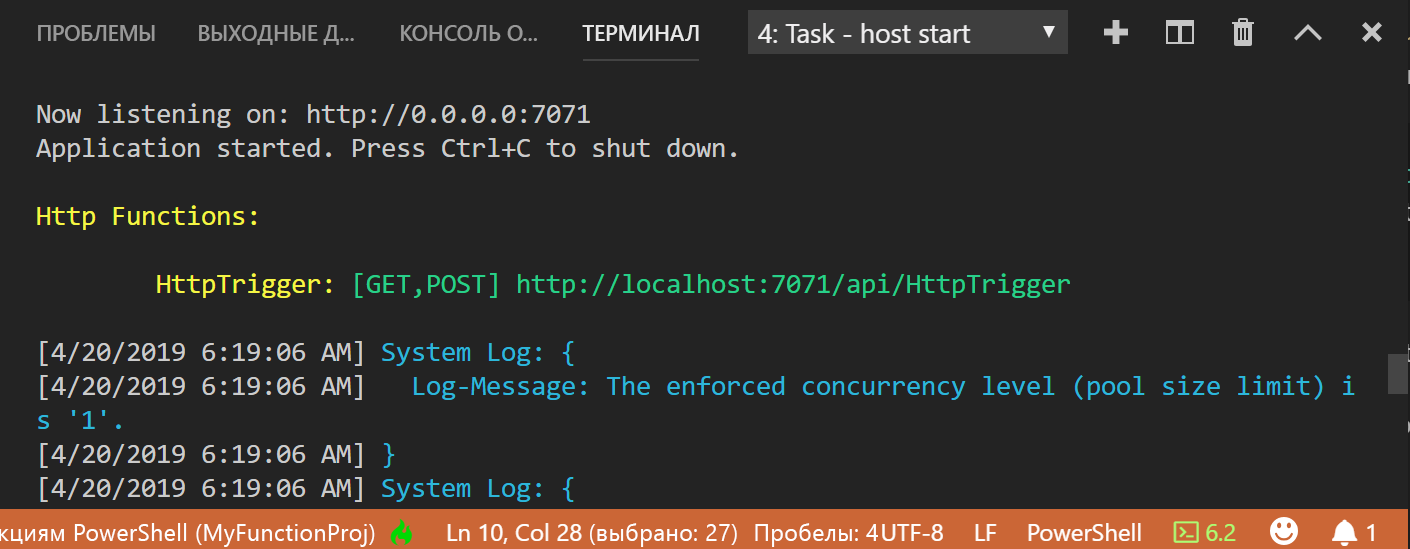 ПРОБЛЕМЫ ВЫХОДНЫЕ Д... КОНСОЛЬ О... ТЕРМИНАЛ 4: Task - host start
Now listening on: http://0.0.0.0:7071
Application started. Press Ctrl+C to shut down.
Http Functions:
HttpTrigger: [GET,POST] http://localhost:7071/api/HttpTrigger
[4/20/2019 6:19:06 AM] System Log: {
[4/20/2019 6:19:06 AM]   Log-Message: The enforced concurrency level (pool size limit) i
s '1'.
[4/20/2019 6:19:06 AM] }
[4/20/2019 6:19:06 AM] System Log: {
кциям PowerShell (MyFunctionProj) Ln 10, Col 28 (выбрано: 27) Пробелы: 4 UTF-8 LF PowerShell 6.2 1